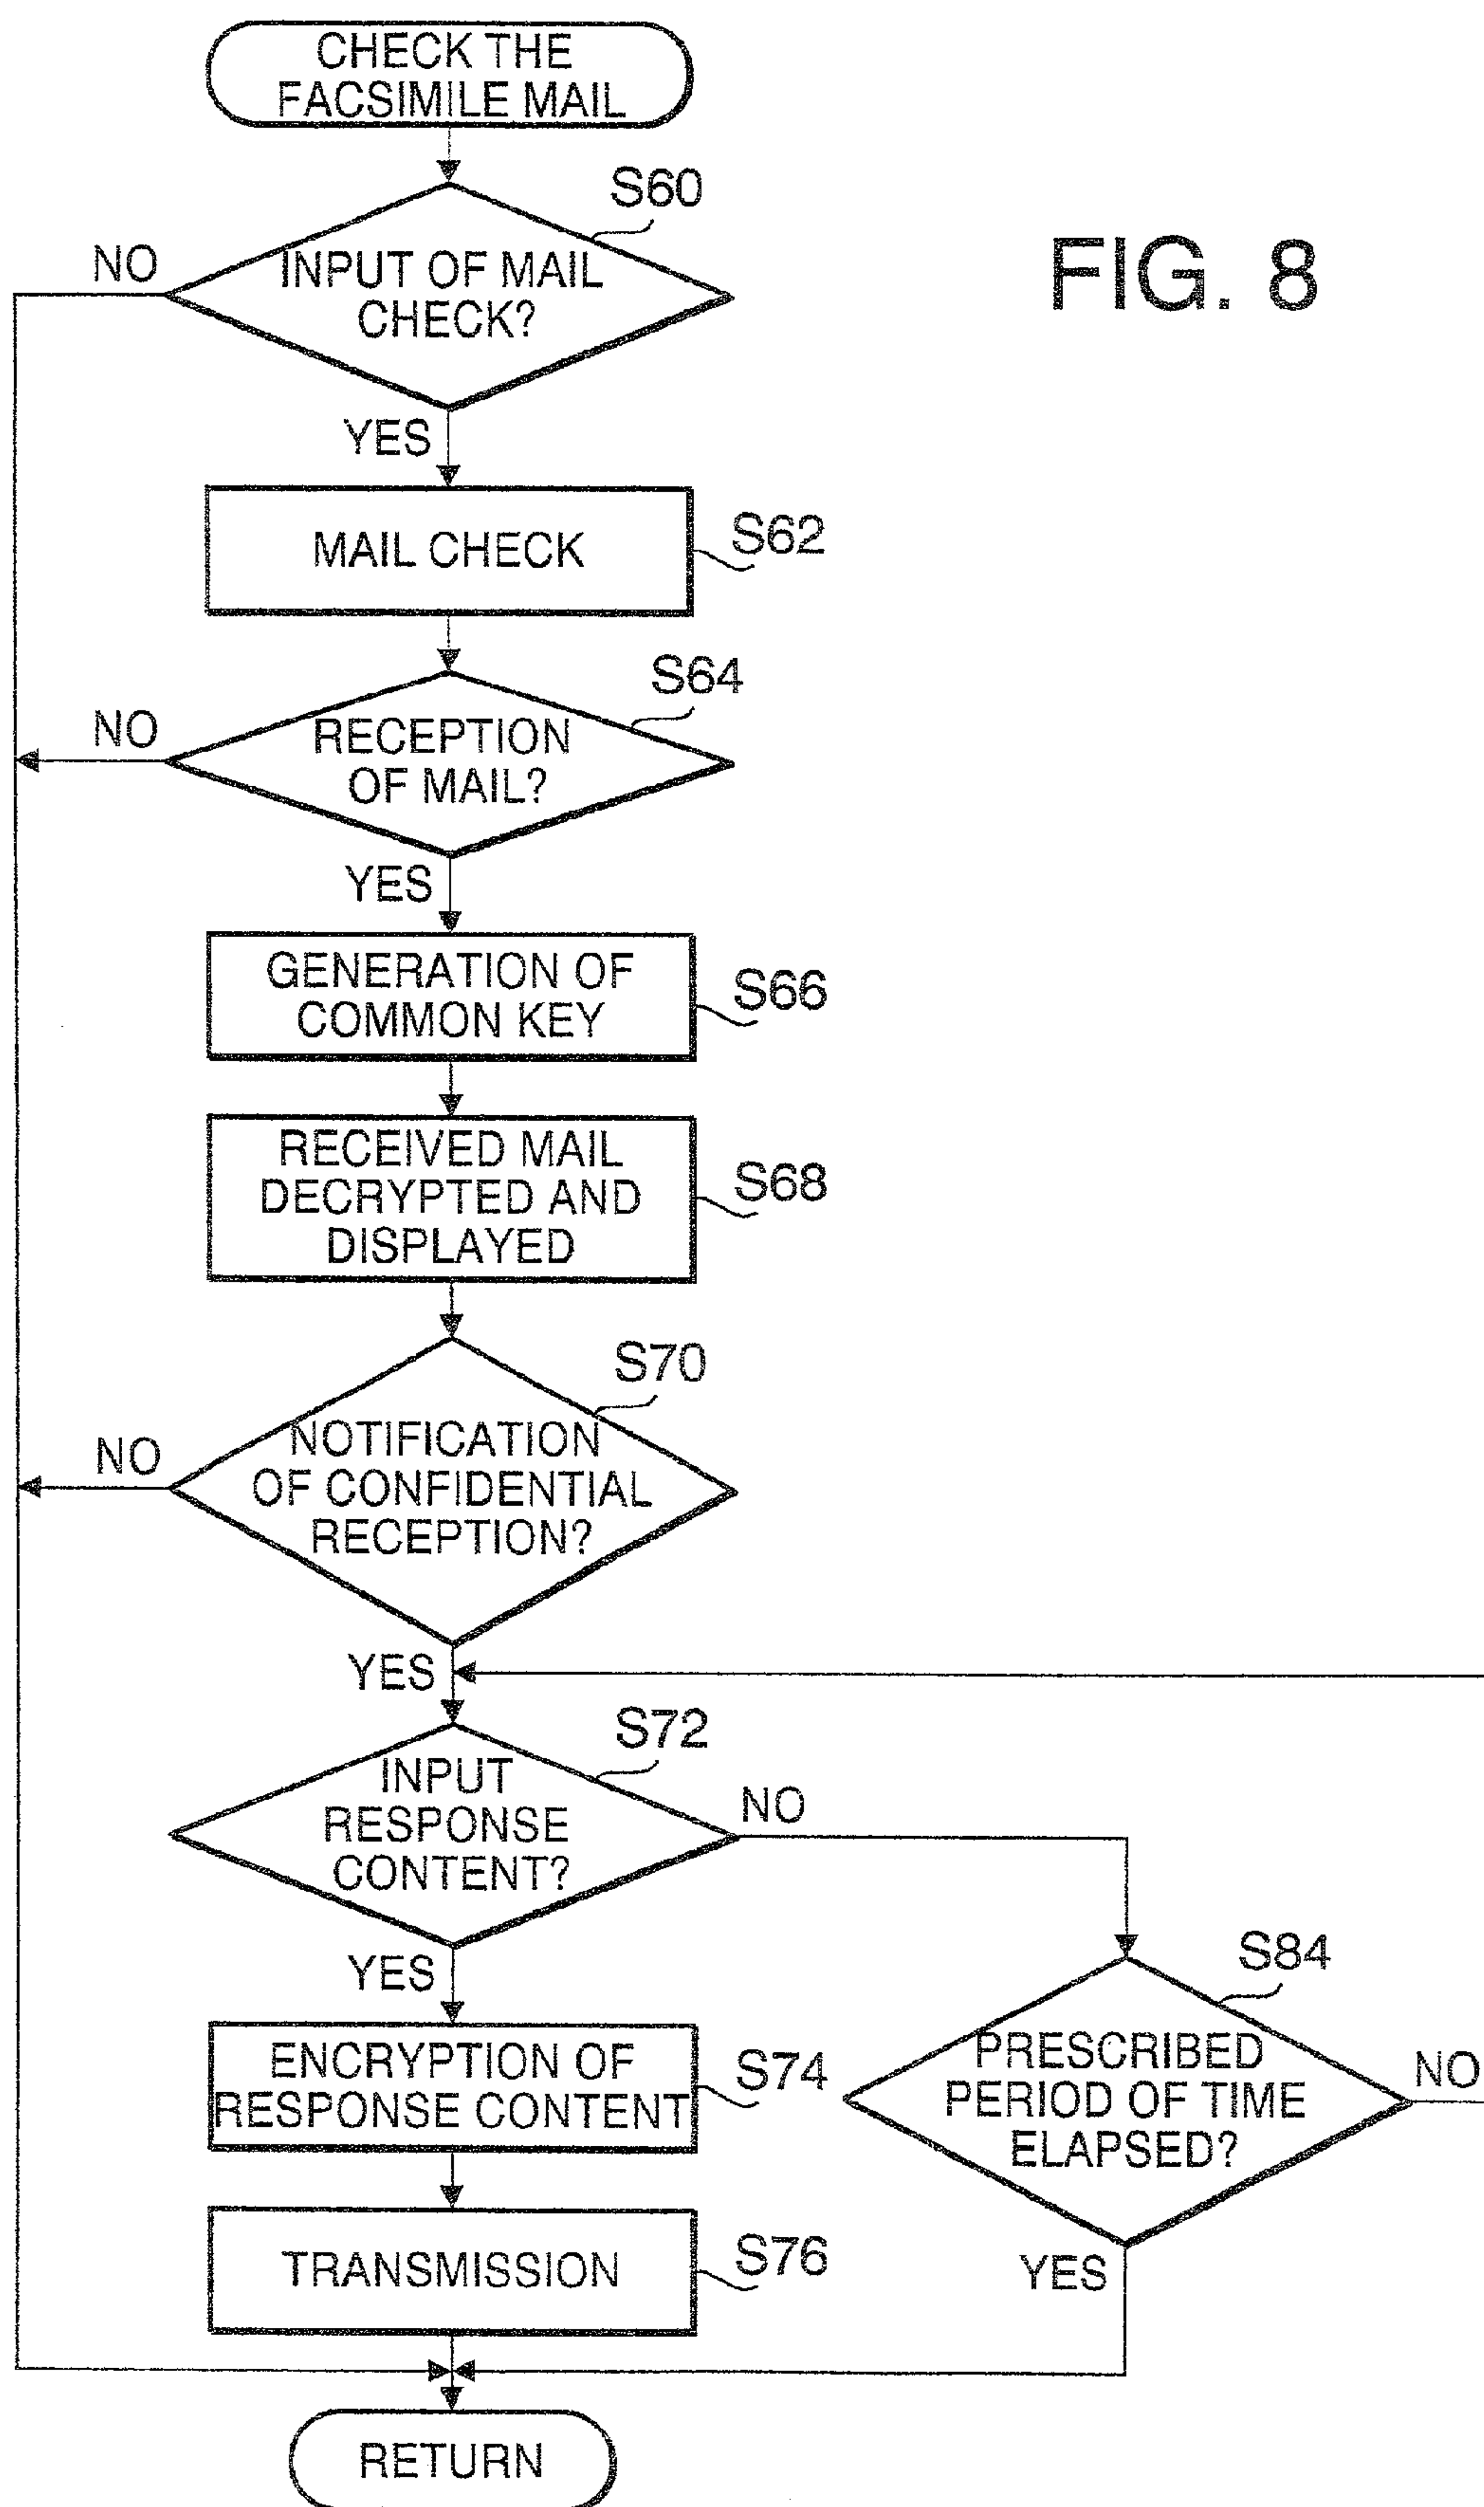 CHECK THE
FACSIMILE MAIL
S60
FIG. 8
NO
INPUT OF MAIL
CHECK?
YES
MAIL CHECK
S62
S64
NO
RECEPTION
OF MAIL?
YES
GENERATION OF
COMMON KEY
S66
RECEIVED MAIL
DECRYPTED AND
DISPLAYED
S68
S70
NO
NOTIFICATION
OF CONFIDENTIAL
RECEPTION?
YES
S72
INPUT
RESPONSE
CONTENT?
NO
YES
S84
PRESCRIBED
PERIOD OF TIME
ELAPSED?
NO
ENCRYPTION OF
RESPONSE CONTENT
S74
TRANSMISSION
S76
YES
RETURN